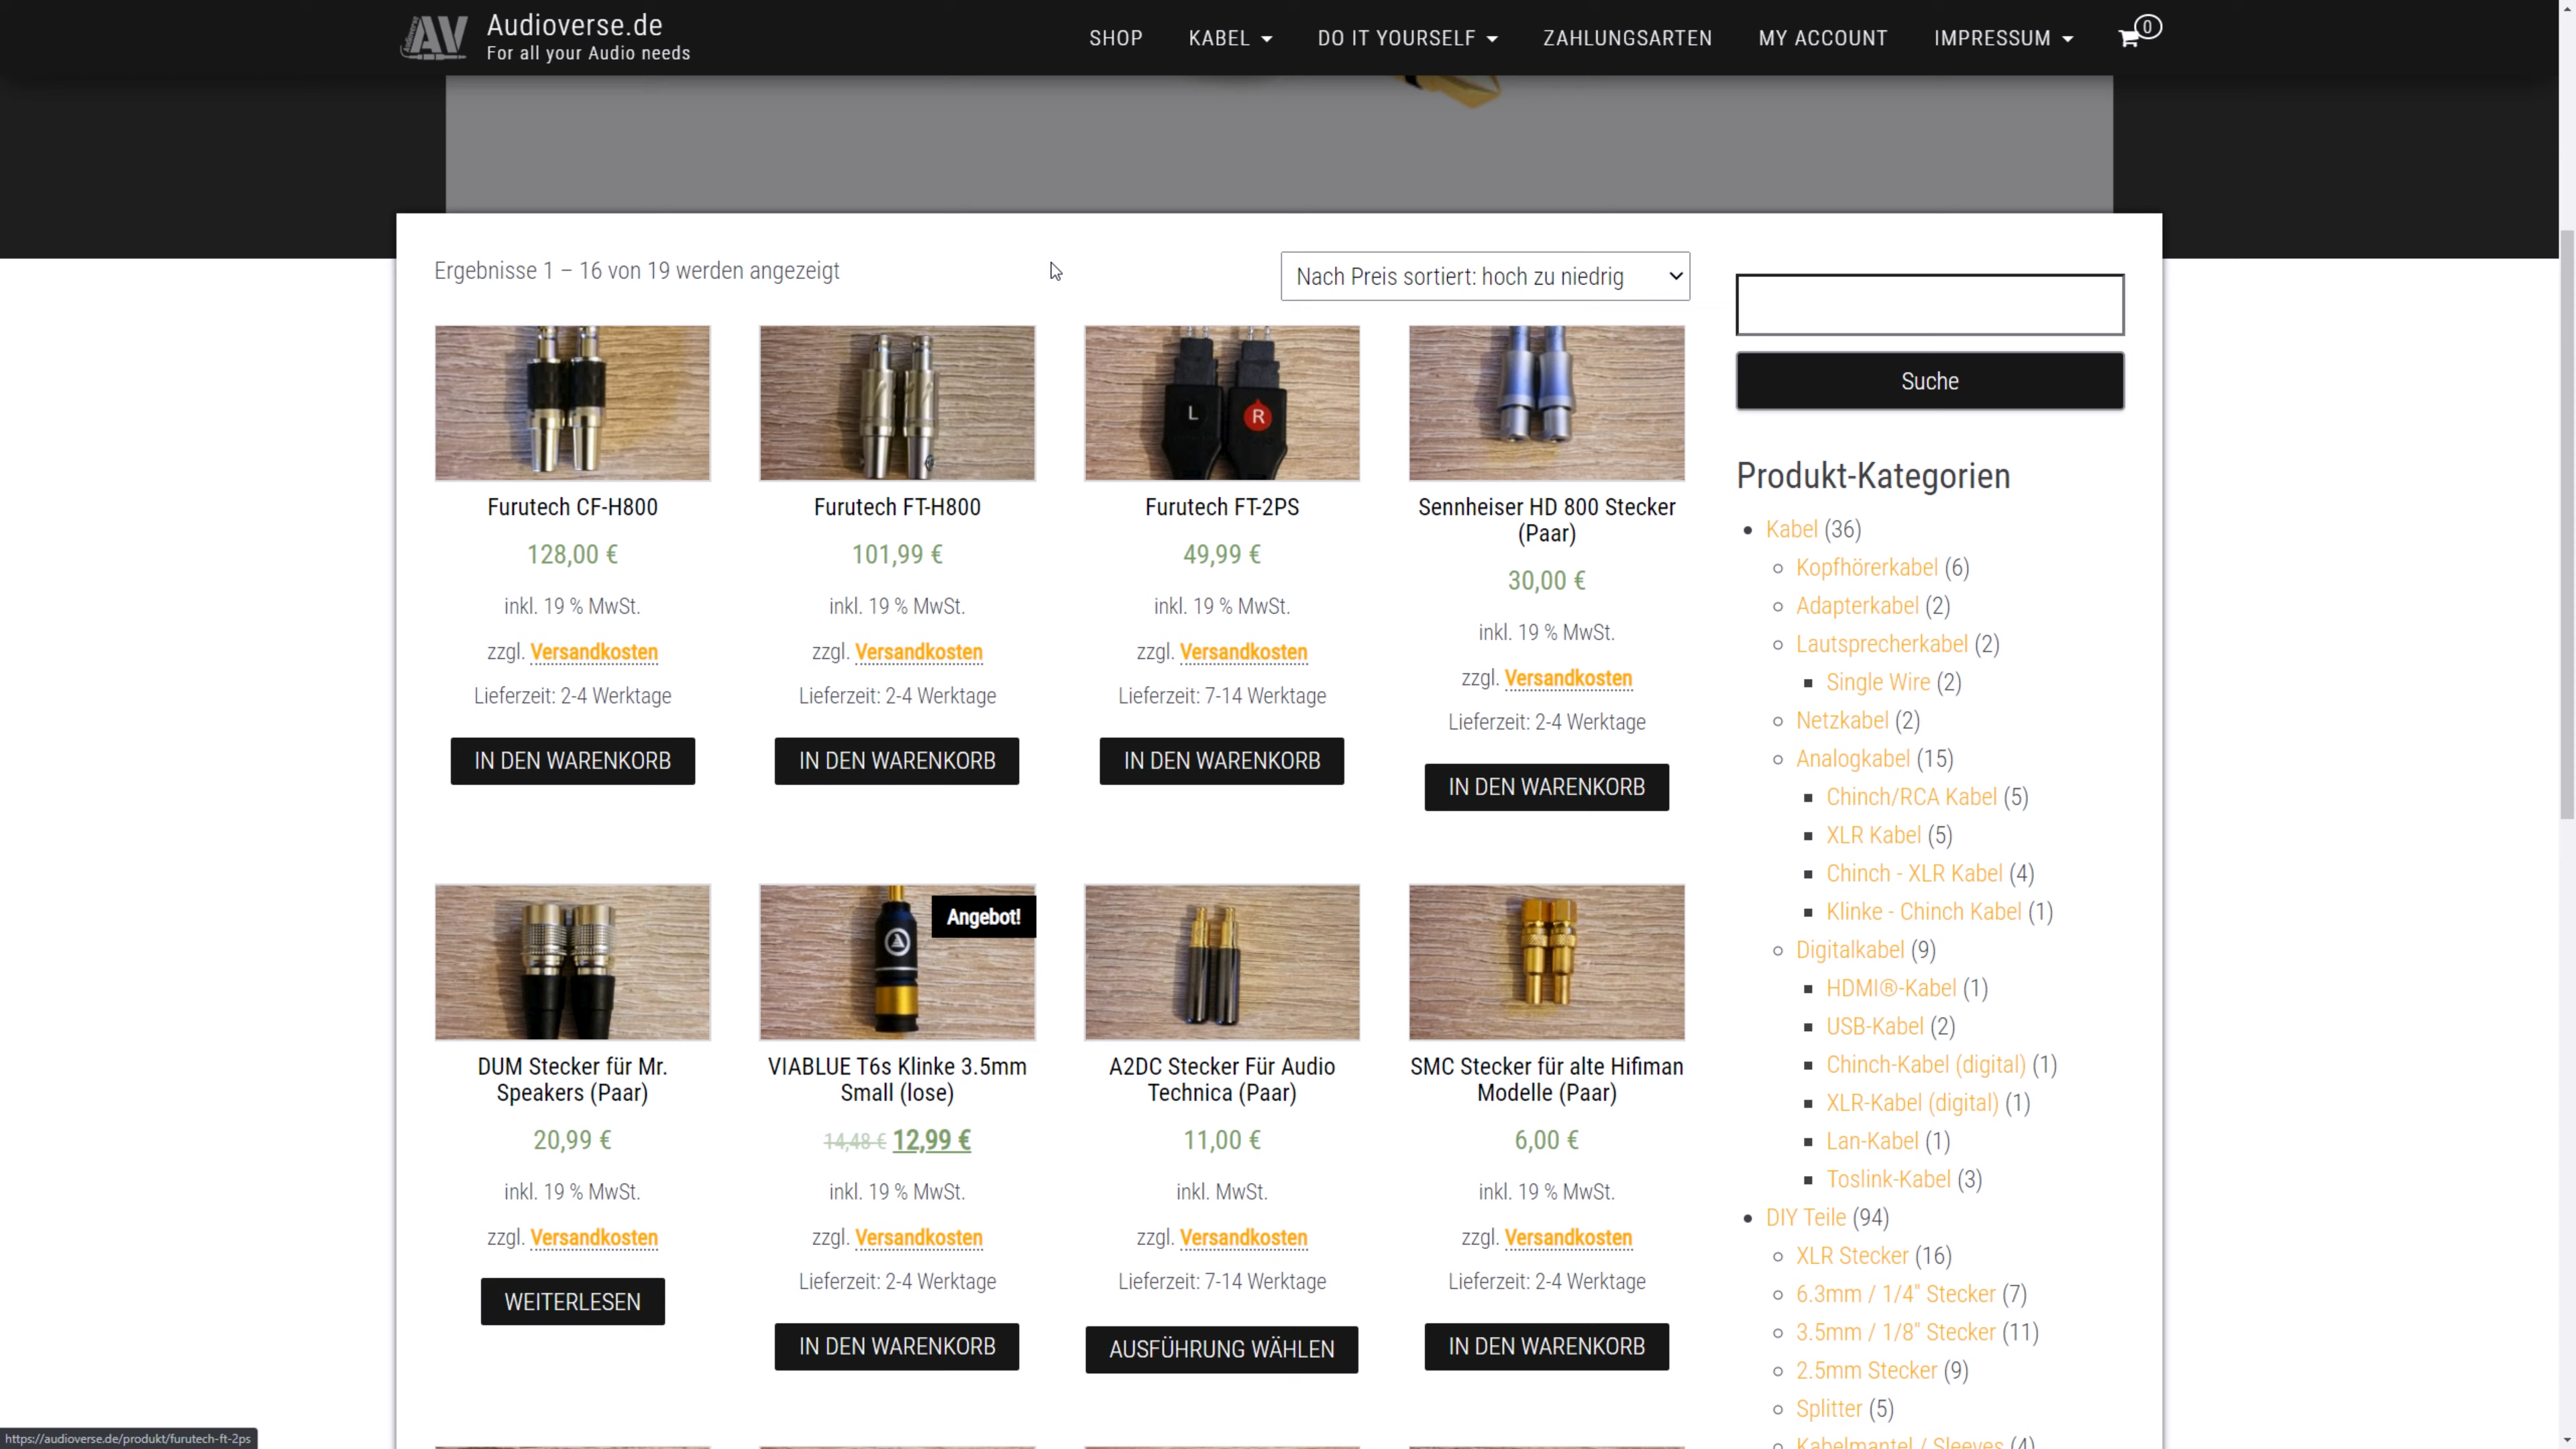 Audioverse.de
For all your Audio needs
SHOP KABEL DO IT YOURSELF ZAHLUNGSARTEN MY ACCOUNT IMPRESSUM 0
Ergebnisse 1 – 16 von 19 werden angezeigt
Nach Preis sortiert: hoch zu niedrig
L R
Furutech CF-H800
128,00 €
inkl. 19 % MwSt.
zzgl. Versandkosten
Lieferzeit: 2-4 Werktage
IN DEN WARENKORB
Furutech FT-H800
101,99 €
inkl. 19 % MwSt.
zzgl. Versandkosten
Lieferzeit: 2-4 Werktage
IN DEN WARENKORB
Furutech FT-2PS
49,99 €
inkl. 19 % MwSt.
zzgl. Versandkosten
Lieferzeit: 7-14 Werktage
IN DEN WARENKORB
Sennheiser HD 800 Stecker
(Paar)
30,00 €
inkl. 19 % MwSt.
zzgl. Versandkosten
Lieferzeit: 2-4 Werktage
IN DEN WARENKORB
DUM Stecker für Mr.
Speakers (Paar)
20,99 €
inkl. 19 % MwSt.
zzgl. Versandkosten
WEITERLESEN
Angebot!
VIABLUE T6s Klinke 3.5mm
Small (lose)
14,48 € 12,99 €
inkl. 19 % MwSt.
zzgl. Versandkosten
Lieferzeit: 2-4 Werktage
IN DEN WARENKORB
A2DC Stecker Für Audio
Technica (Paar)
11,00 €
inkl. MwSt.
zzgl. Versandkosten
Lieferzeit: 7-14 Werktage
AUSFÜHRUNG WÄHLEN
SMC Stecker für alte Hifiman
Modelle (Paar)
6,00 €
inkl. 19 % MwSt.
zzgl. Versandkosten
Lieferzeit: 2-4 Werktage
IN DEN WARENKORB
Suche
Produkt-Kategorien
Kabel (36)
Kopfhörerkabel (6)
Adapterkabel (2)
Lautsprecherkabel (2)
Single Wire (2)
Netzkabel (2)
Analogkabel (15)
Chinch/RCA Kabel (5)
XLR Kabel (5)
Chinch - XLR Kabel (4)
Klinke - Chinch Kabel (1)
Digitalkabel (9)
HDMI®-Kabel (1)
USB-Kabel (2)
Chinch-Kabel (digital) (1)
XLR-Kabel (digital) (1)
Lan-Kabel (1)
Toslink-Kabel (3)
DIY Teile (94)
XLR Stecker (16)
6.3mm / 1/4" Stecker (7)
3.5mm / 1/8" Stecker (11)
2.5mm Stecker (9)
Splitter (5)
Kabelmantel / Sleeves (4)
https://audioverse.de/produkt/furutech-ft-2ps